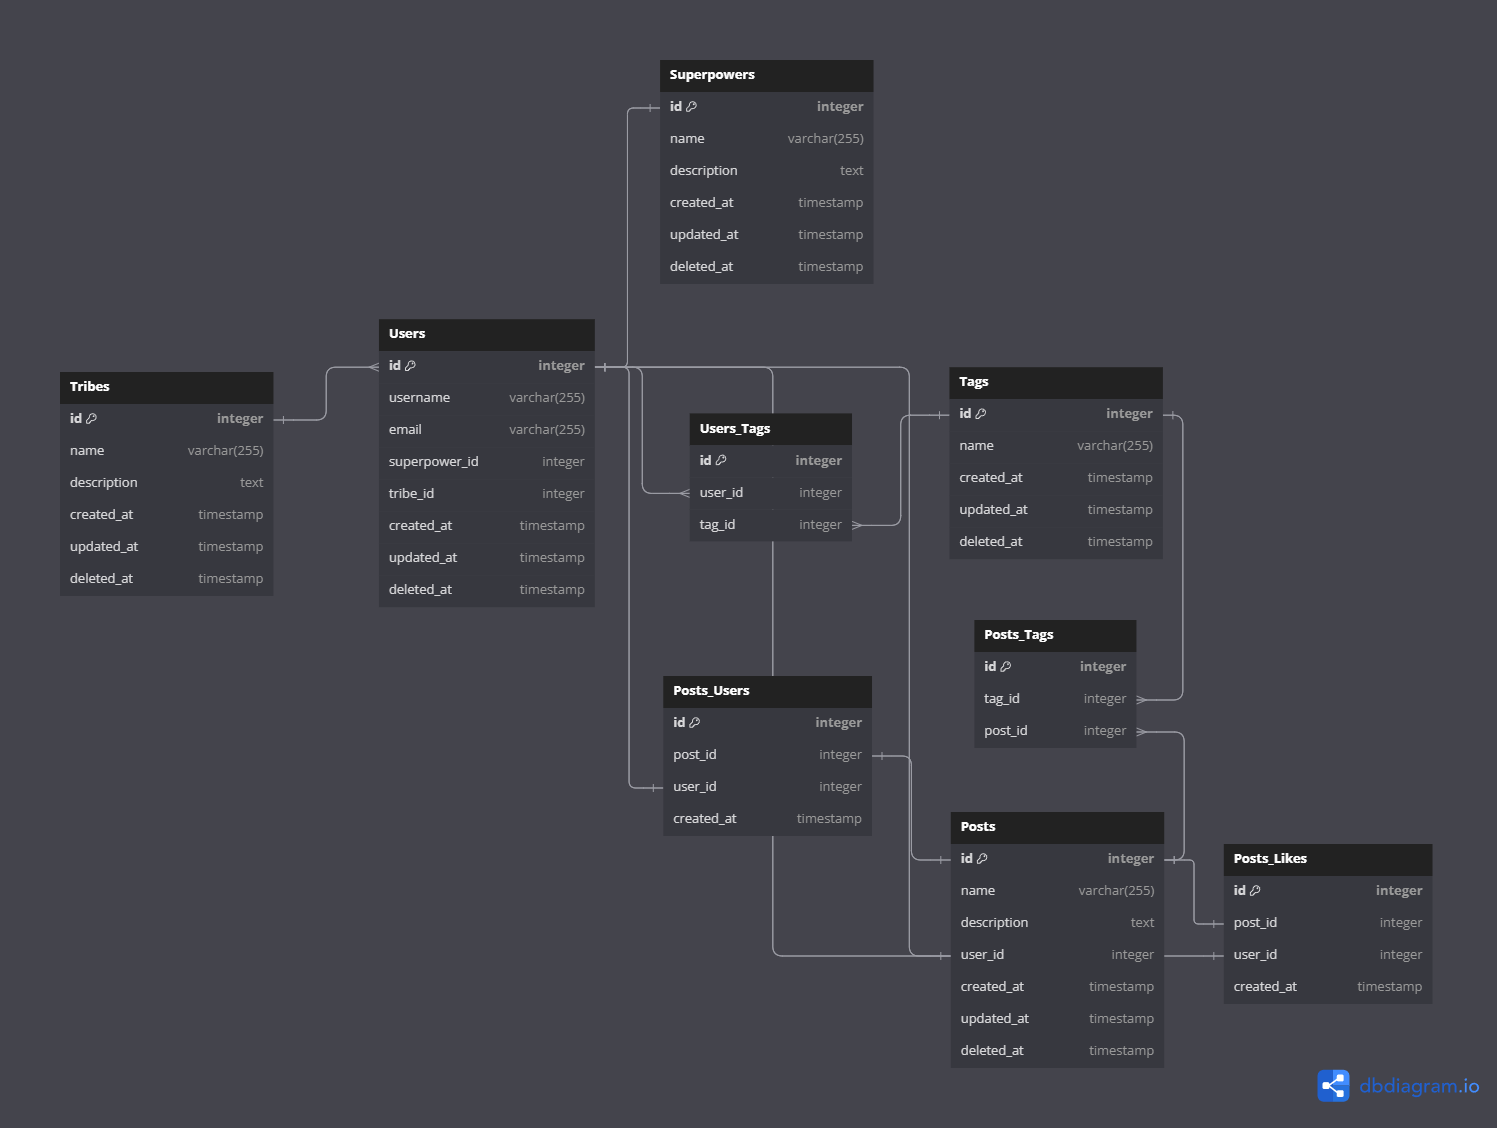 Superpowers
id integer
name varchar(255)
description text
created_at timestamp
updated_at timestamp
deleted_at timestamp
Users
id integer
username varchar(255)
email varchar(255)
superpower_id integer
tribe_id integer
created_at timestamp
updated_at timestamp
deleted_at timestamp
Tribes
id integer
name varchar(255)
description text
created_at timestamp
updated_at timestamp
deleted_at timestamp
Users_Tags
id integer
user_id integer
tag_id integer
Tags
id integer
name varchar(255)
created_at timestamp
updated_at timestamp
deleted_at timestamp
Posts_Tags
id integer
tag_id integer
post_id integer
Posts_Users
id integer
post_id integer
user_id integer
created_at timestamp
Posts
id integer
name varchar(255)
description text
user_id integer
created_at timestamp
updated_at timestamp
deleted_at timestamp
Posts_Likes
id integer
post_id integer
user_id integer
created_at timestamp
dbdiagram.io